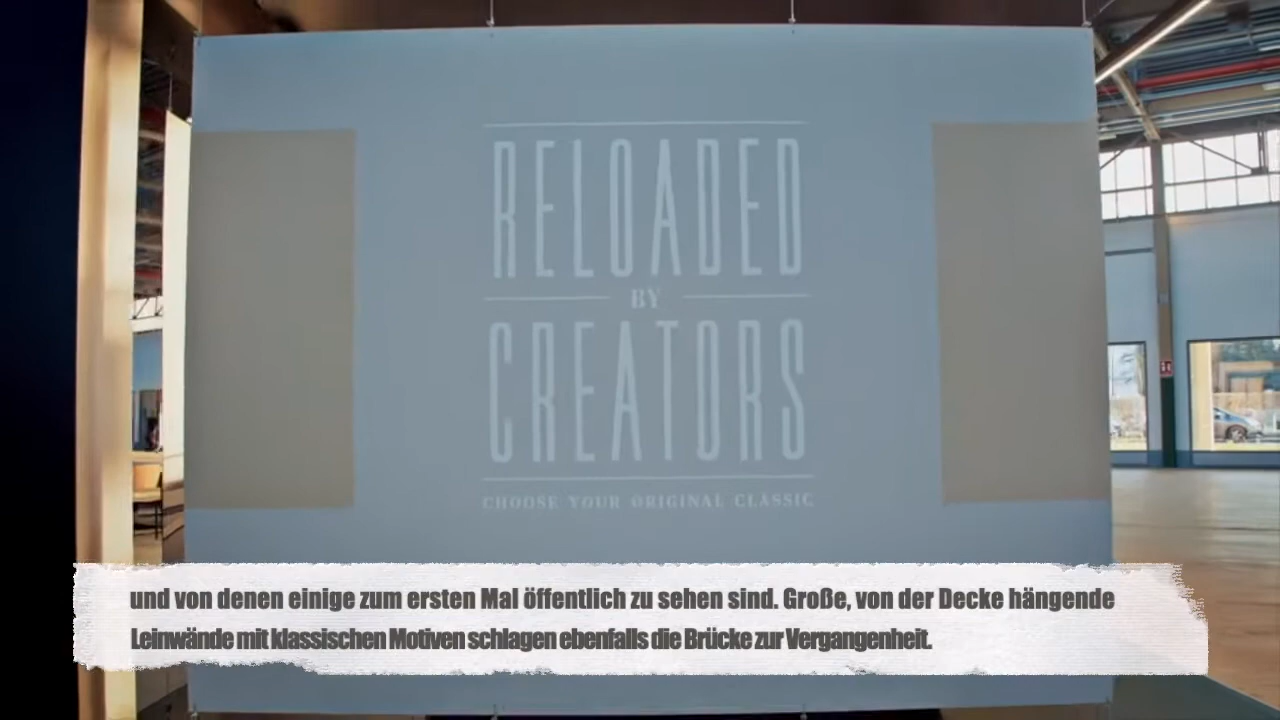 RELOADED
BY
CREATORS
CHOOSE YOUR ORIGINAL CLASSIC
und von denen einige zum ersten Mal öffentlich zu sehen sind. Große, von der Decke hängende
Leinwände mit klassischen Motiven schlagen ebenfalls die Brücke zur Vergangenheit.